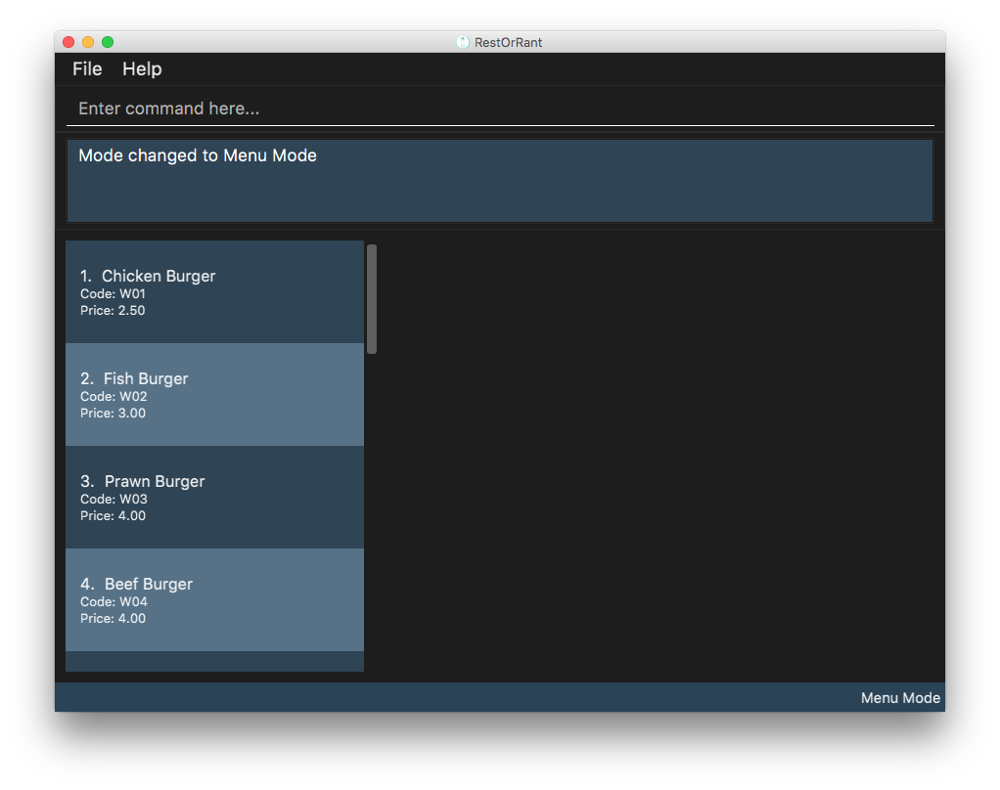 RestOrRant
File Help
Enter command here...
Mode changed to Menu Mode
1. Chicken Burger
Code: W01
Price: 2.50
2. Fish Burger
Code: W02
Price: 3.00
3. Prawn Burger
Code: W03
Price: 4.00
4. Beef Burger
Code: W04
Price: 4.00
Menu Mode